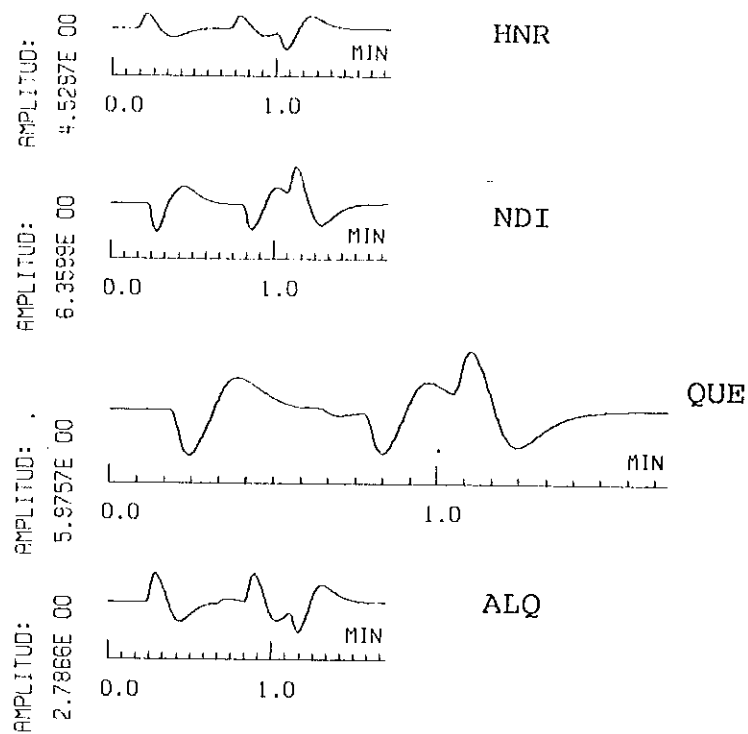 AMPLITUD:
4.5297E 00
MIN
HNR
0.0 1.0
AMPLITUD:
6.3599E 00
MIN
NDI
0.0 1.0
AMPLITUD:
5.9757E 00
MIN
QUE
0.0 1.0
AMPLITUD:
2.7866E 00
MIN
ALQ
0.0 1.0